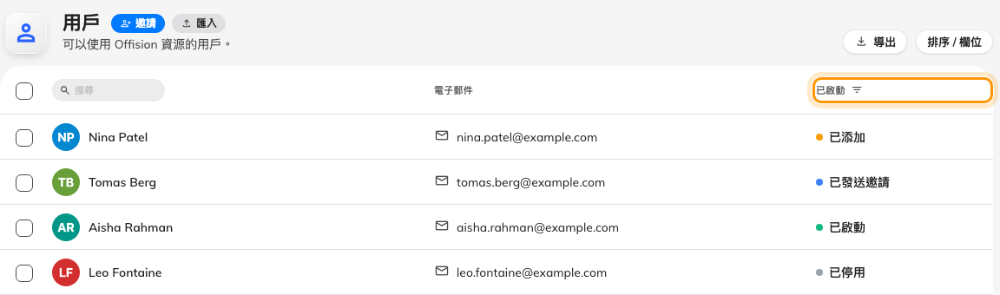 用戶 邀請 匯入
可以使用 Offision 資源的用戶。
導出 排序 / 欄位
搜尋 電子郵件 已啟動
NP Nina Patel nina.patel@example.com 已添加
TB Tomas Berg tomas.berg@example.com 已發送邀請
AR Aisha Rahman aisha.rahman@example.com 已啟動
LF Leo Fontaine leo.fontaine@example.com 已停用